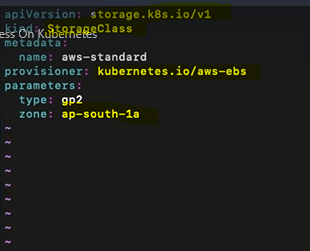 apiVersion: storage.k8s.io/v1
kind: StorageClass
ess On Kubernetes
metadata:
  name: aws-standard
provisioner: kubernetes.io/aws-ebs
parameters:
  type: gp2
  zone: ap-south-1a
~
~
~
~
~
~
~
~